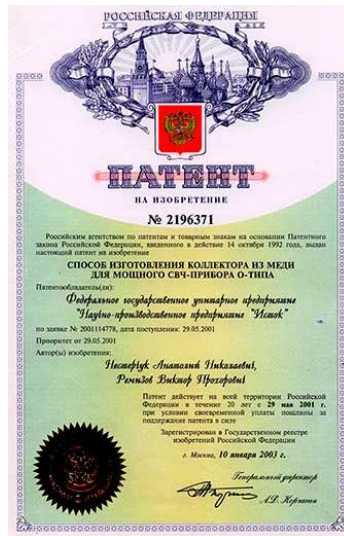 РОССИЙСКАЯ ФЕДЕРАЦИЯ
ПАТЕНТ
НА ИЗОБРЕТЕНИЕ
№ 2196371
Российским агентством по патентам и товарным знакам на основании Патентного
закона Российской Федерации, введенного в действие 14 октября 1992 года, выдан
настоящий патент на изобретение
СПОСОБ ИЗГОТОВЛЕНИЯ КОЛЛЕКТОРА ИЗ МЕДИ
ДЛЯ МОЩНОГО СВЧ-ПРИБОРА О-ТИПА
Патентообладатель(ли):
Федеральное государственное унитарное предприятие
"Научно-производственное предприятие "Исток"
по заявке № 2001114778, дата поступления: 29.05.2001
Приоритет от 29.05.2001
Автор(ы) изобретения:
Нестерук Анатолий Николаевич,
Ремизов Виктор Прохорович
Патент действует на всей территории Российской
Федерации в течение 20 лет с 29 мая 2001 г.
при условии своевременной уплаты пошлины за
поддержание патента в силе
Зарегистрирован в Государственном реестре
изобретений Российской Федерации
г. Москва, 10 января 2003 г.
Генеральный директор
А.Д. Корчагин